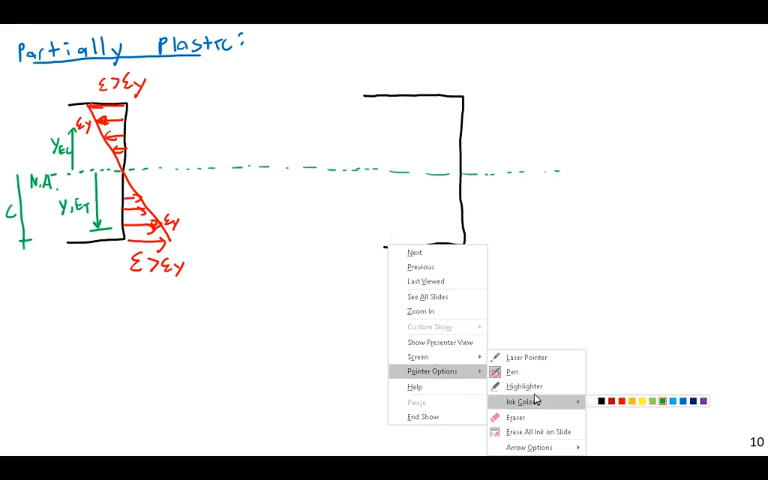 Partially Plastic:
ε>εy
εy
yEC
N.A.
C
y,ET
εy
ε>εy
Next
Previous
Last Viewed
See All Slides
Zoom In
Custom Show
Show Presenter View
Screen
Pointer Options
Help
Pause
End Show
Laser Pointer
Pen
Highlighter
Ink Color
Eraser
Erase All Ink on Slide
Arrow Options
10